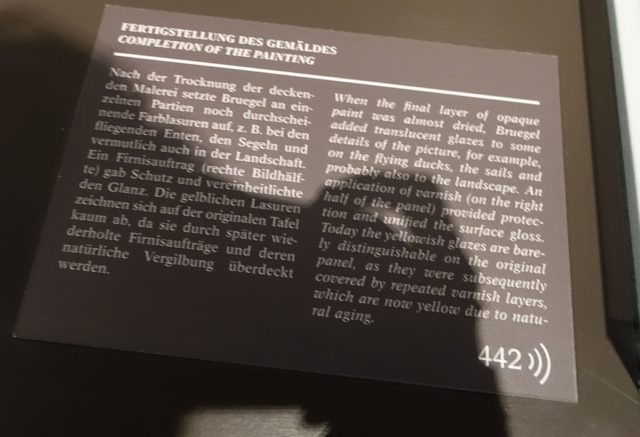 FERTIGSTELLUNG DES GEMÄLDES
COMPLETION OF THE PAINTING
Nach der Trocknung der decken-
den Malerei setzte Bruegel an ein-
zelnen Partien noch durchschei-
nende Farblasuren auf, z. B. bei den
fliegenden Enten, den Segeln und
vermutlich auch in der Landschaft.
Ein Firnisauftrag (rechte Bildhälf-
te) gab Schutz und vereinheitlichte
den Glanz. Die gelblichen Lasuren
zeichnen sich auf der originalen Tafel
kaum ab, da sie durch später wie-
derholte Firnisaufträge und deren
natürliche Vergilbung überdeckt
werden.
When the final layer of opaque
paint was almost dried, Bruegel
added translucent glazes to some
details of the picture, for example,
on the flying ducks, the sails and
probably also to the landscape. An
application of varnish (on the right
half of the panel) provided protec-
tion and unified the surface gloss.
Today the yellowish glazes are bare-
ly distinguishable on the original
panel, as they were subsequently
covered by repeated varnish layers,
which are now yellow due to natu-
ral aging.
442